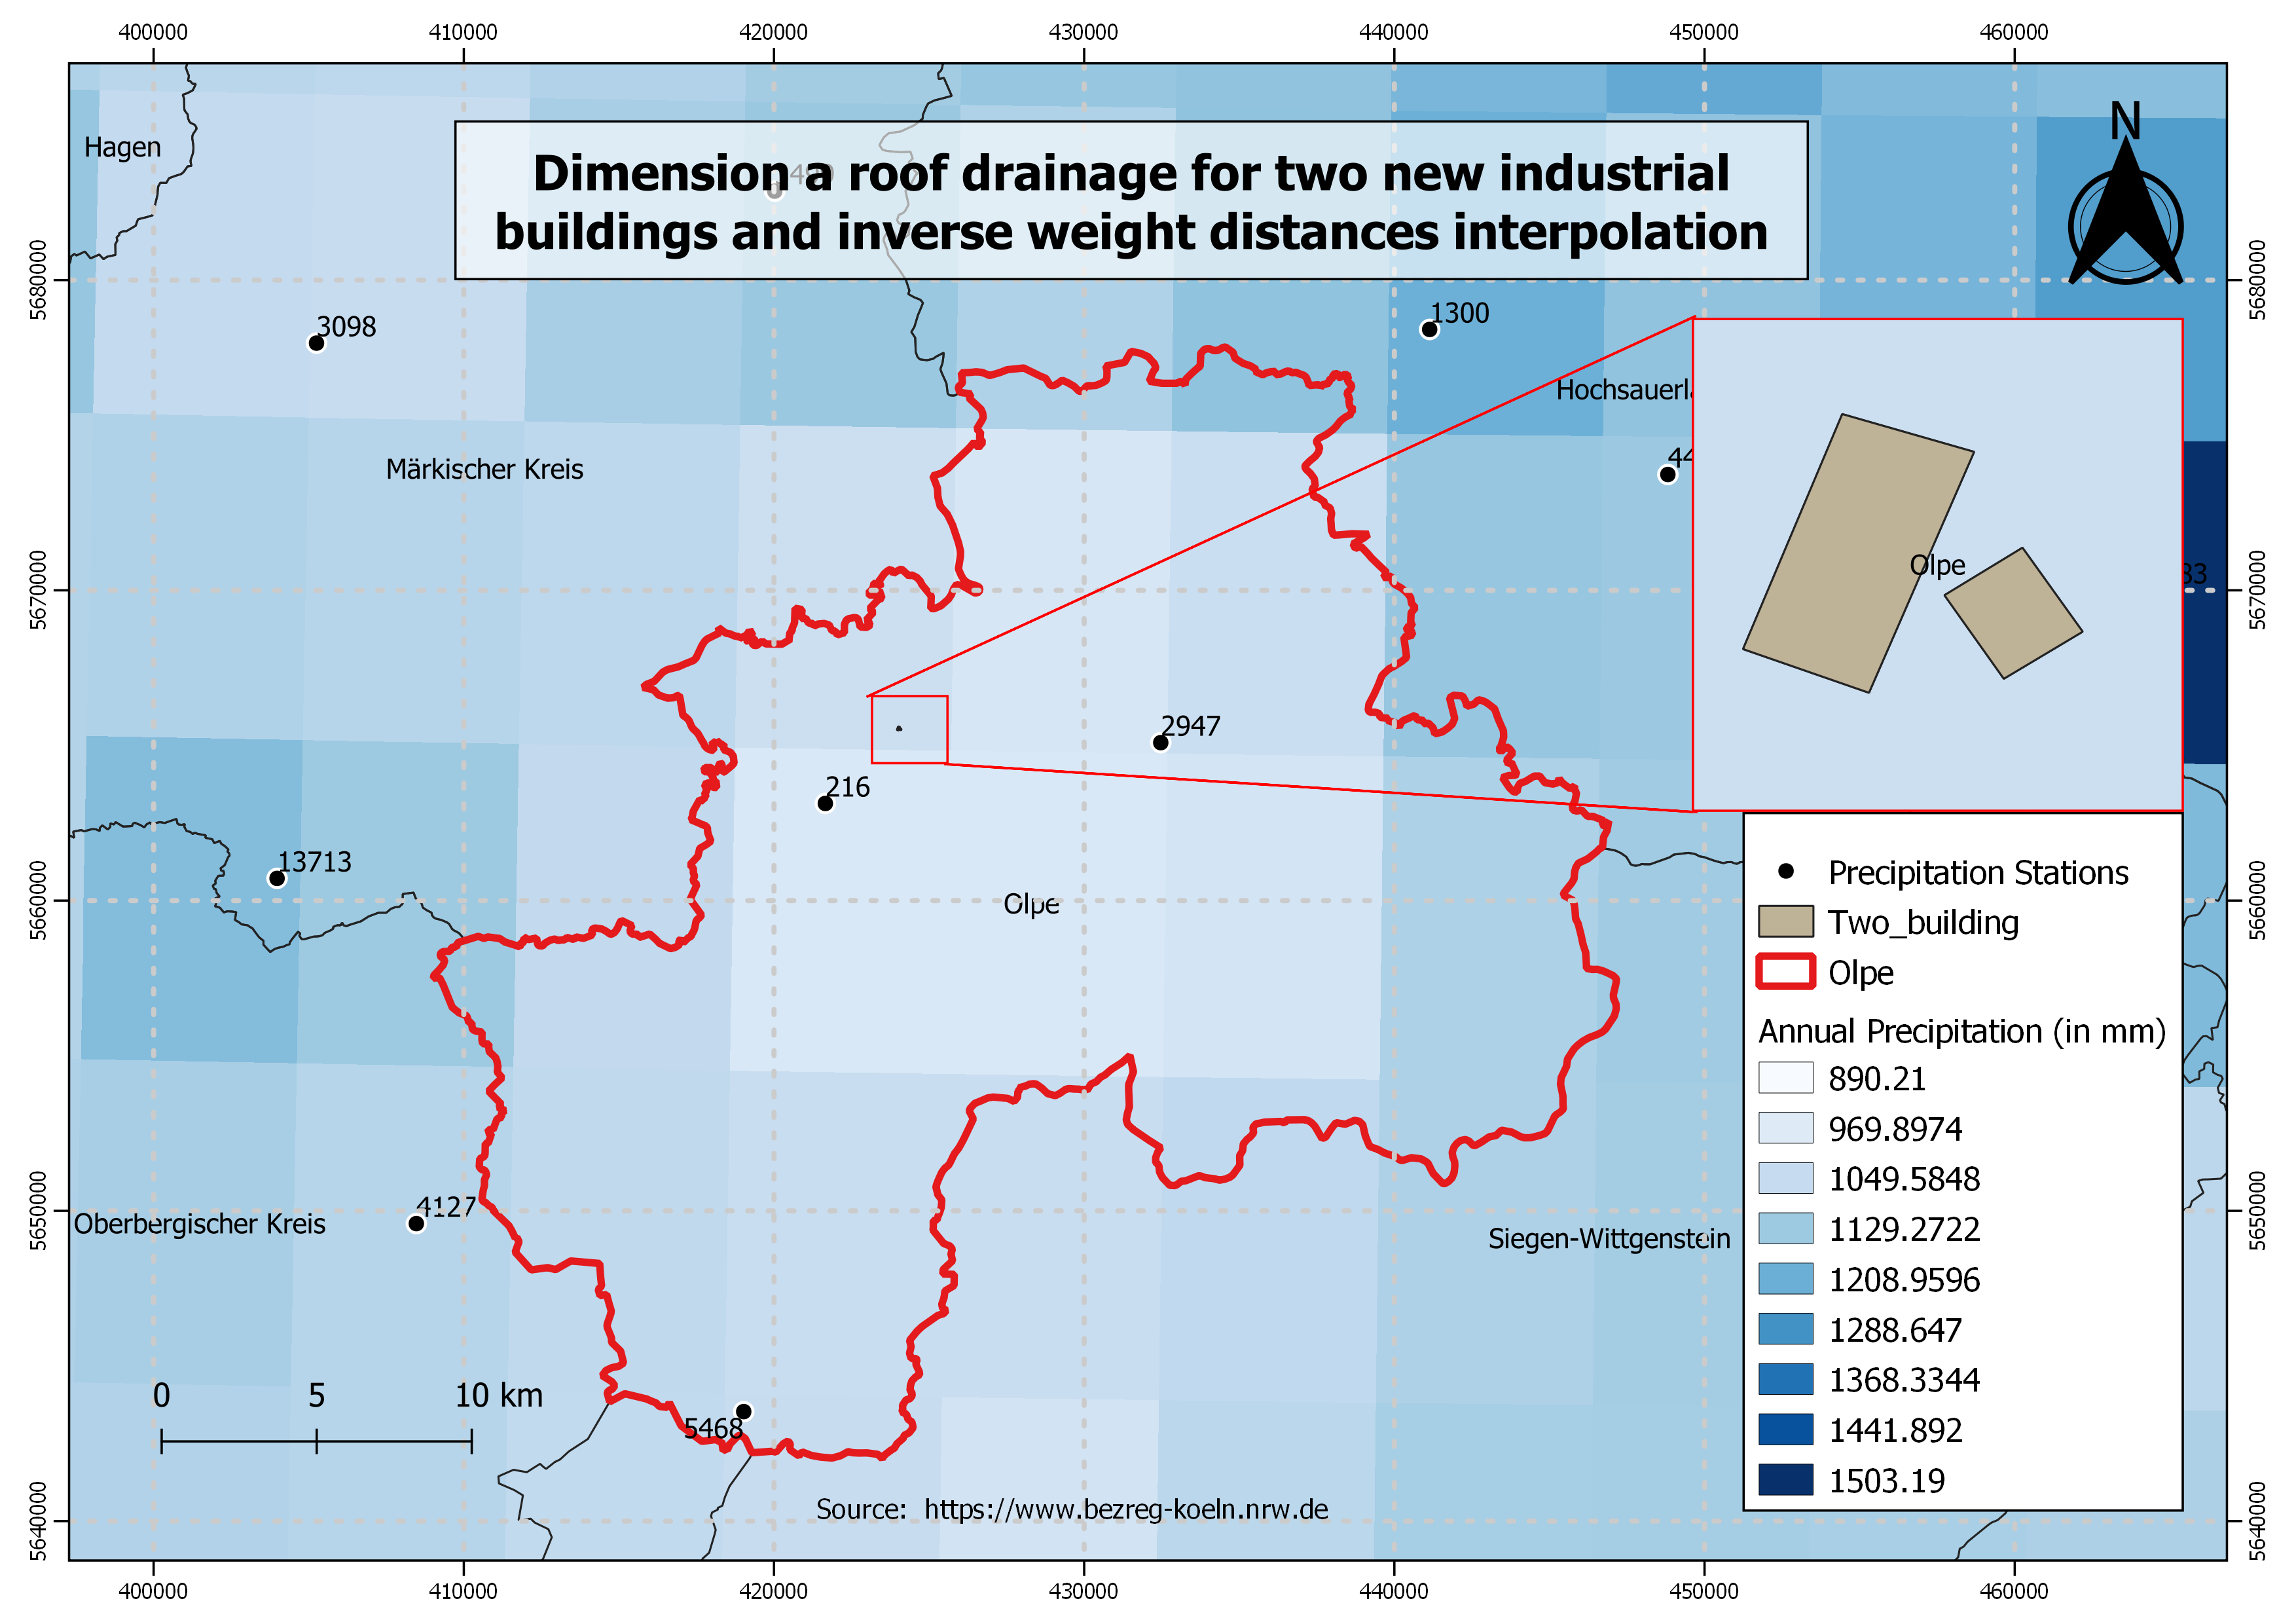 400000 410000 420000 430000 440000 450000 460000
N
Hagen
Dimension a roof drainage for two new industrial
buildings and inverse weight distances interpolation
5680000 5680000
3098
1300
Hochsauerl
Märkischer Kreis
44
Olpe
5670000 5670000
33
2947
216
13713
Precipitation Stations
5660000 5660000
Olpe
Two_building
Olpe
Annual Precipitation (in mm)
890.21
969.8974
1049.5848
1129.2722
1208.9596
1288.647
1368.3344
1441.892
1503.19
4127
5650000 5650000
Oberbergischer Kreis
Siegen-Wittgenstein
0 5 10 km
5468
Source: https://www.bezreg-koeln.nrw.de
5640000 5640000
400000 410000 420000 430000 440000 450000 460000